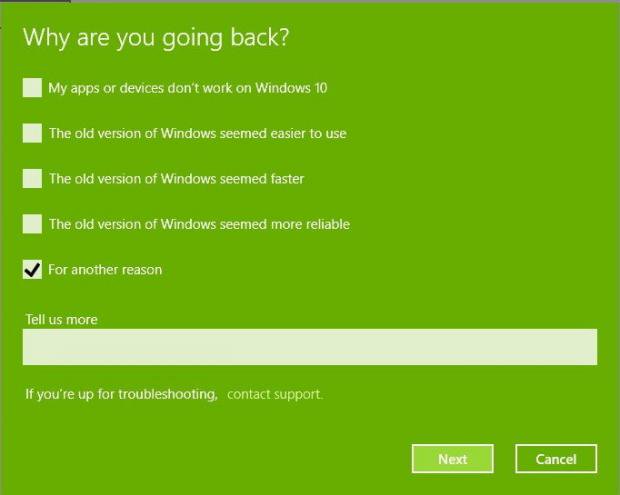 Why are you going back?
My apps or devices don't work on Windows 10
The old version of Windows seemed easier to use
The old version of Windows seemed faster
The old version of Windows seemed more reliable
For another reason
Tell us more
If you're up for troubleshooting, contact support.
Next Cancel